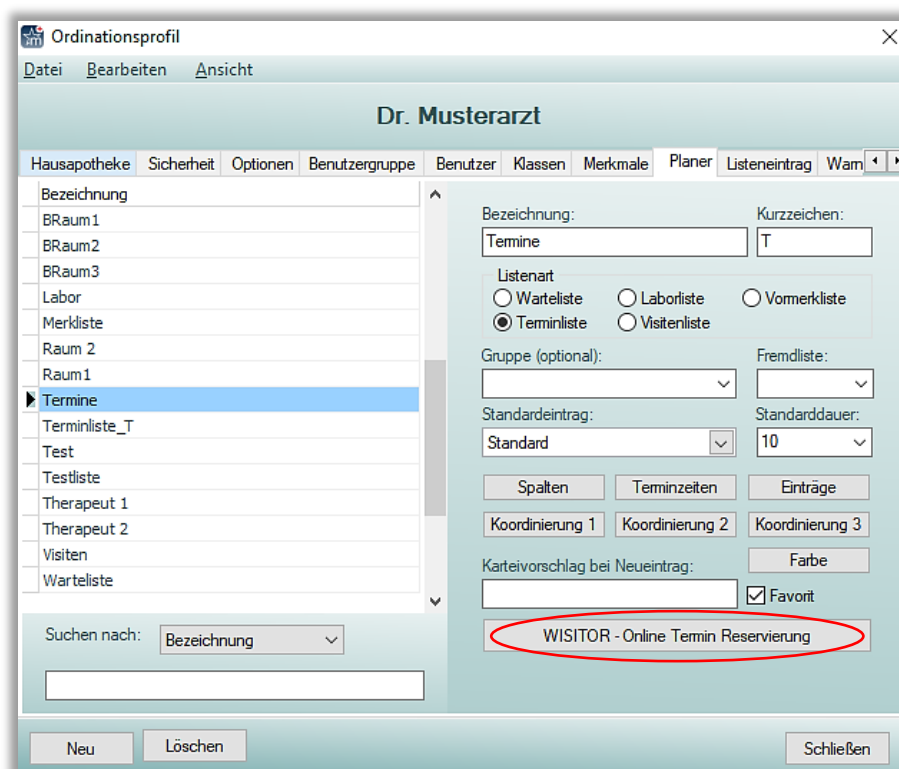 Ordinationsprofil
Datei Bearbeiten Ansicht
Dr. Musterarzt
Hausapotheke Sicherheit Optionen Benutzergruppe Benutzer Klassen Merkmale Planer Listeneintrag Warn
Bezeichnung
BRaum1
BRaum2
BRaum3
Labor
Merkliste
Raum 2
Raum1
Termine
Terminliste_T
Test
Testliste
Therapeut 1
Therapeut 2
Visiten
Warteliste
Suchen nach: Bezeichnung
Bezeichnung: Kurzzeichen:
Termine T
Listenart
Warteliste Laborliste Vormerkliste
Terminliste Visitenliste
Gruppe (optional): Fremdliste:
Standardeintrag: Standarddauer:
Standard 10
Spalten Terminzeiten Einträge
Koordinierung 1 Koordinierung 2 Koordinierung 3
Farbe
Karteivorschlag bei Neueintrag:
Favorit
WISITOR - Online Termin Reservierung
Neu Löschen Schließen